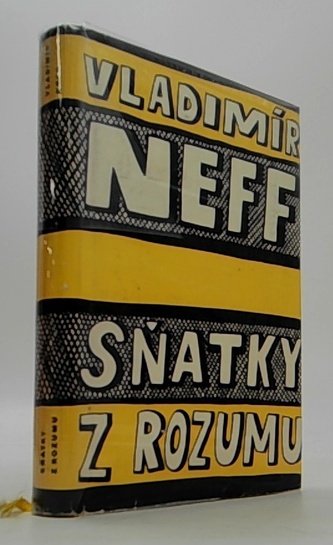 VLADIMÍR
NEFF
SŇATKY
Z ROZUMU
VLADIMÍR
SŇATKY
Z ROZUMU